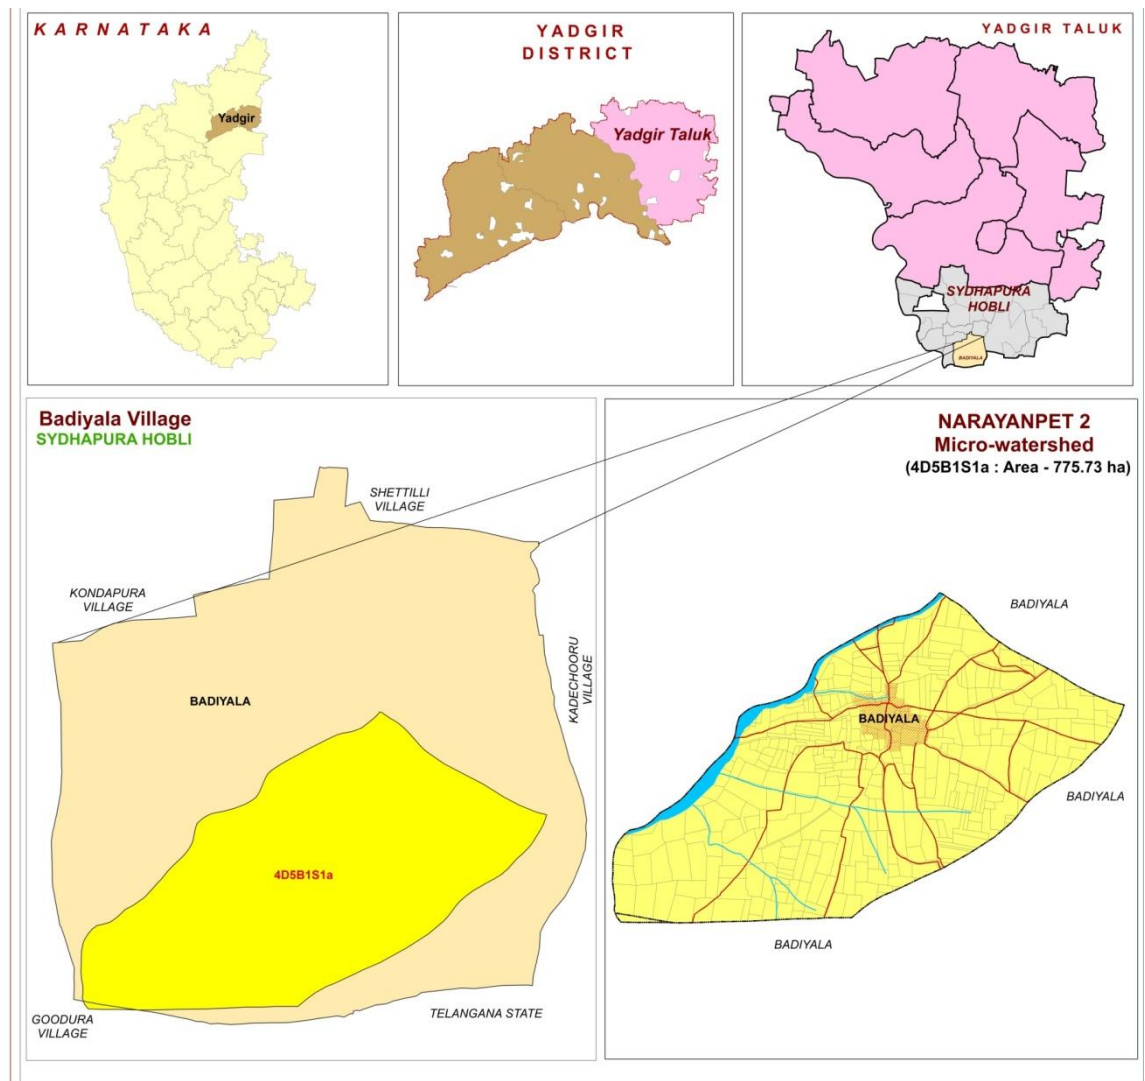 KARNATAKA
Yadgir
YADGIR
DISTRICT
Yadgir Taluk
YADGIR TALUK
SYDHAPURA
HOBLI
BADIYALA
Badiyala Village
SYDHAPURA HOBLI
SHETTILLI
VILLAGE
KONDAPURA
VILLAGE
KADECHOORU
VILLAGE
BADIYALA
4D5B1S1a
GOODURA
VILLAGE
TELANGANA STATE
NARAYANPET 2
Micro-watershed
(4D5B1S1a : Area - 775.73 ha)
BADIYALA
BADIYALA
BADIYALA
BADIYALA